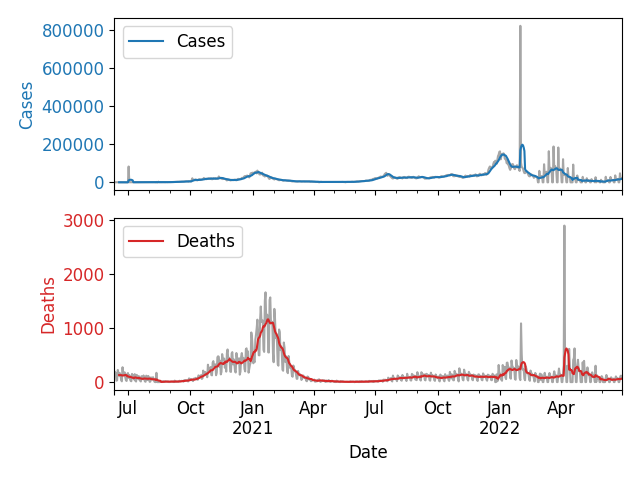 800000
600000
400000
200000
0
Cases
Cases
3000
2000
1000
0
Deaths
Deaths
Jul Oct Jan Apr Jul Oct Jan Apr
2021 2022
Date